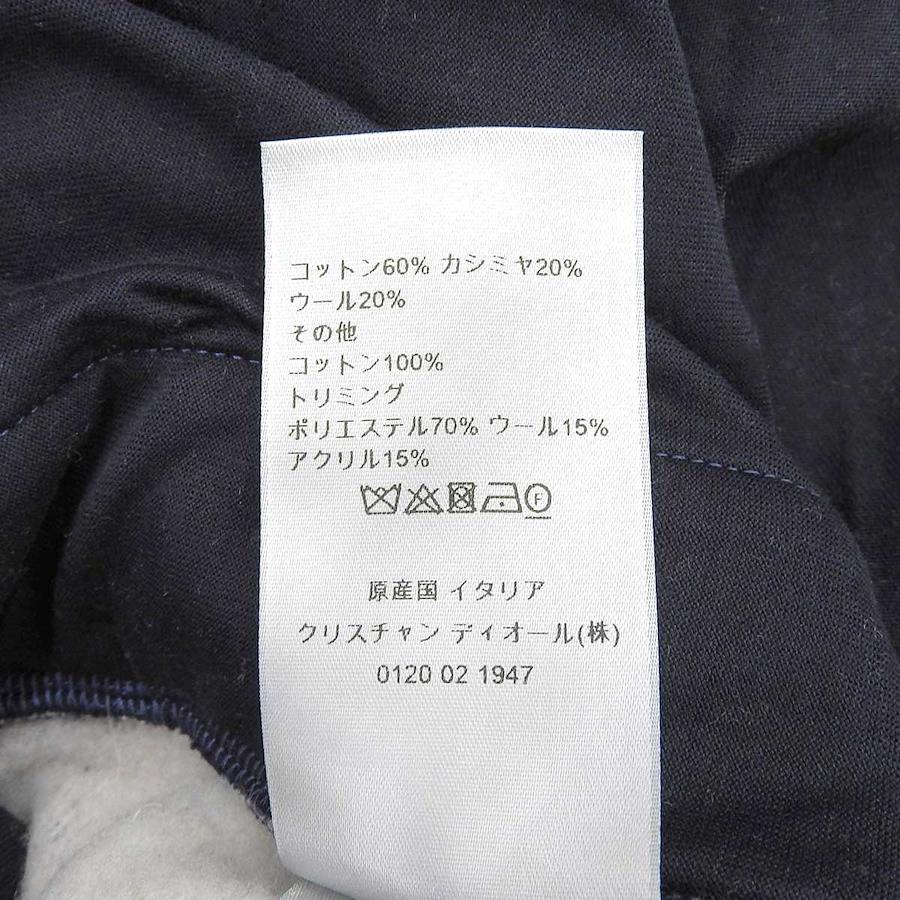 コットン60% カシミヤ20%
ウール20%
その他
コットン100%
トリミング
ポリエステル70% ウール15%
アクリル15%
F
原産国 イタリア
クリスチャン ディオール(株)
0120 02 1947